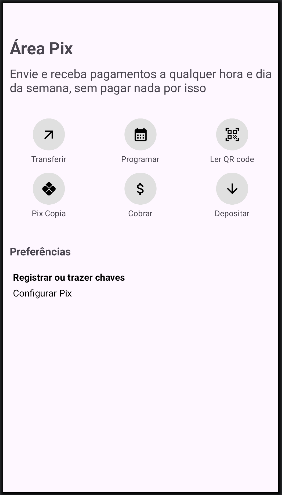 Área Pix
Envie e receba pagamentos a qualquer hora e dia
da semana, sem pagar nada por isso
Transferir
Programar
Ler QR code
Pix Copia
Cobrar
Depositar
Preferências
Registrar ou trazer chaves
Configurar Pix